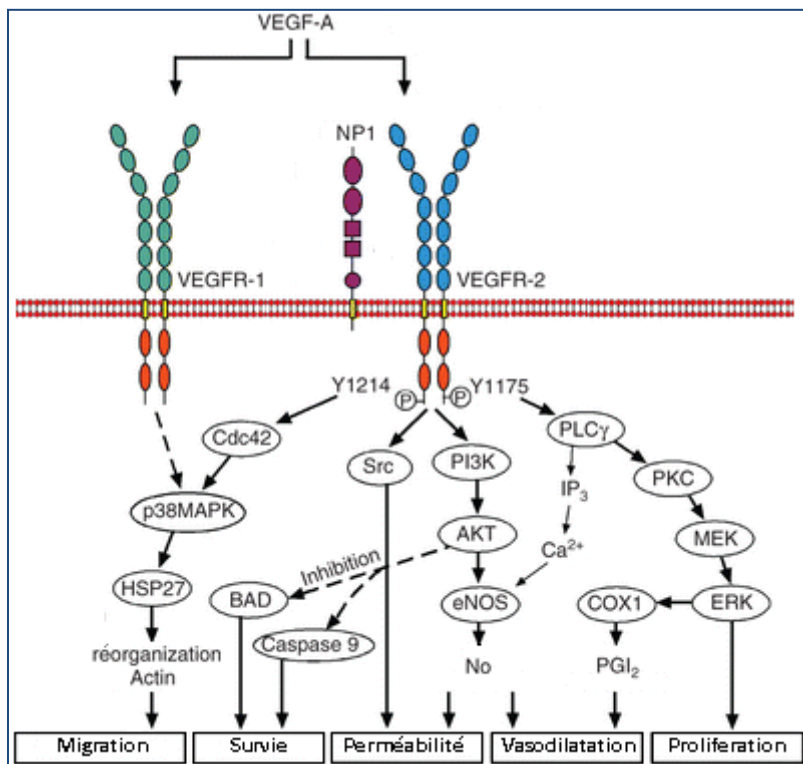 VEGF-A
NP1
VEGFR-1
VEGFR-2
Y1214
P
P
Y1175
Cdc42
Src
PI3K
PLCγ
IP3
PKC
p38MAPK
AKT
Ca2+
MEK
Inhibition
HSP27
BAD
eNOS
COX1
ERK
Caspase 9
réorganization
Actin
No
PGI2
Migration
Survie
Perméabilité
Vasodilatation
Proliferation